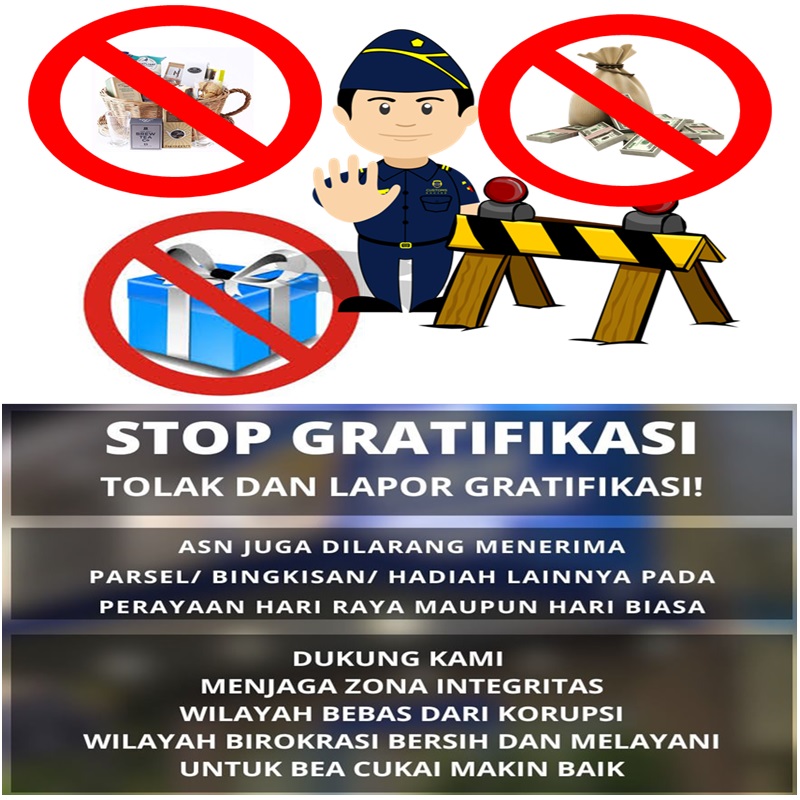 STOP GRATIFIKASI
TOLAK DAN LAPOR GRATIFIKASI!
ASN JUGA DILARANG MENERIMA
PARSEL/ BINGKISAN/ HADIAH LAINNYA PADA
PERAYAAN HARI RAYA MAUPUN HARI BIASA
DUKUNG KAMI
MENJAGA ZONA INTEGRITAS
WILAYAH BEBAS DARI KORUPSI
WILAYAH BIROKRASI BERSIH DAN MELAYANI
UNTUK BEA CUKAI MAKIN BAIK